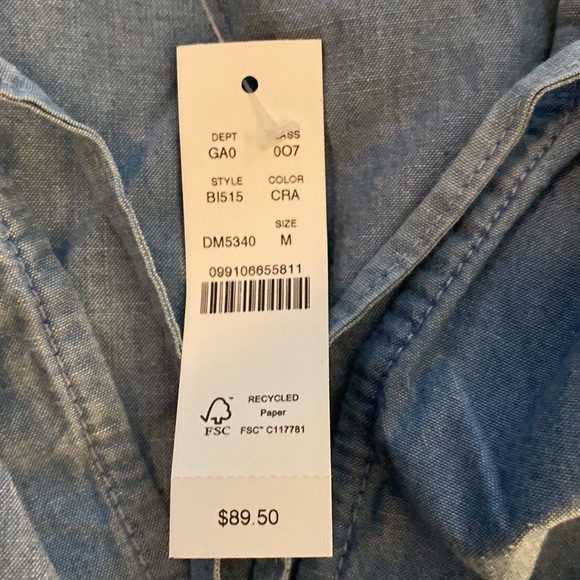 DEPT
GA0 0O7
STYLE COLOR
BI515 CRA
SIZE
DM5340 M
099106655811
RECYCLED
Paper
FSC
FSC™ C117781
$89.50